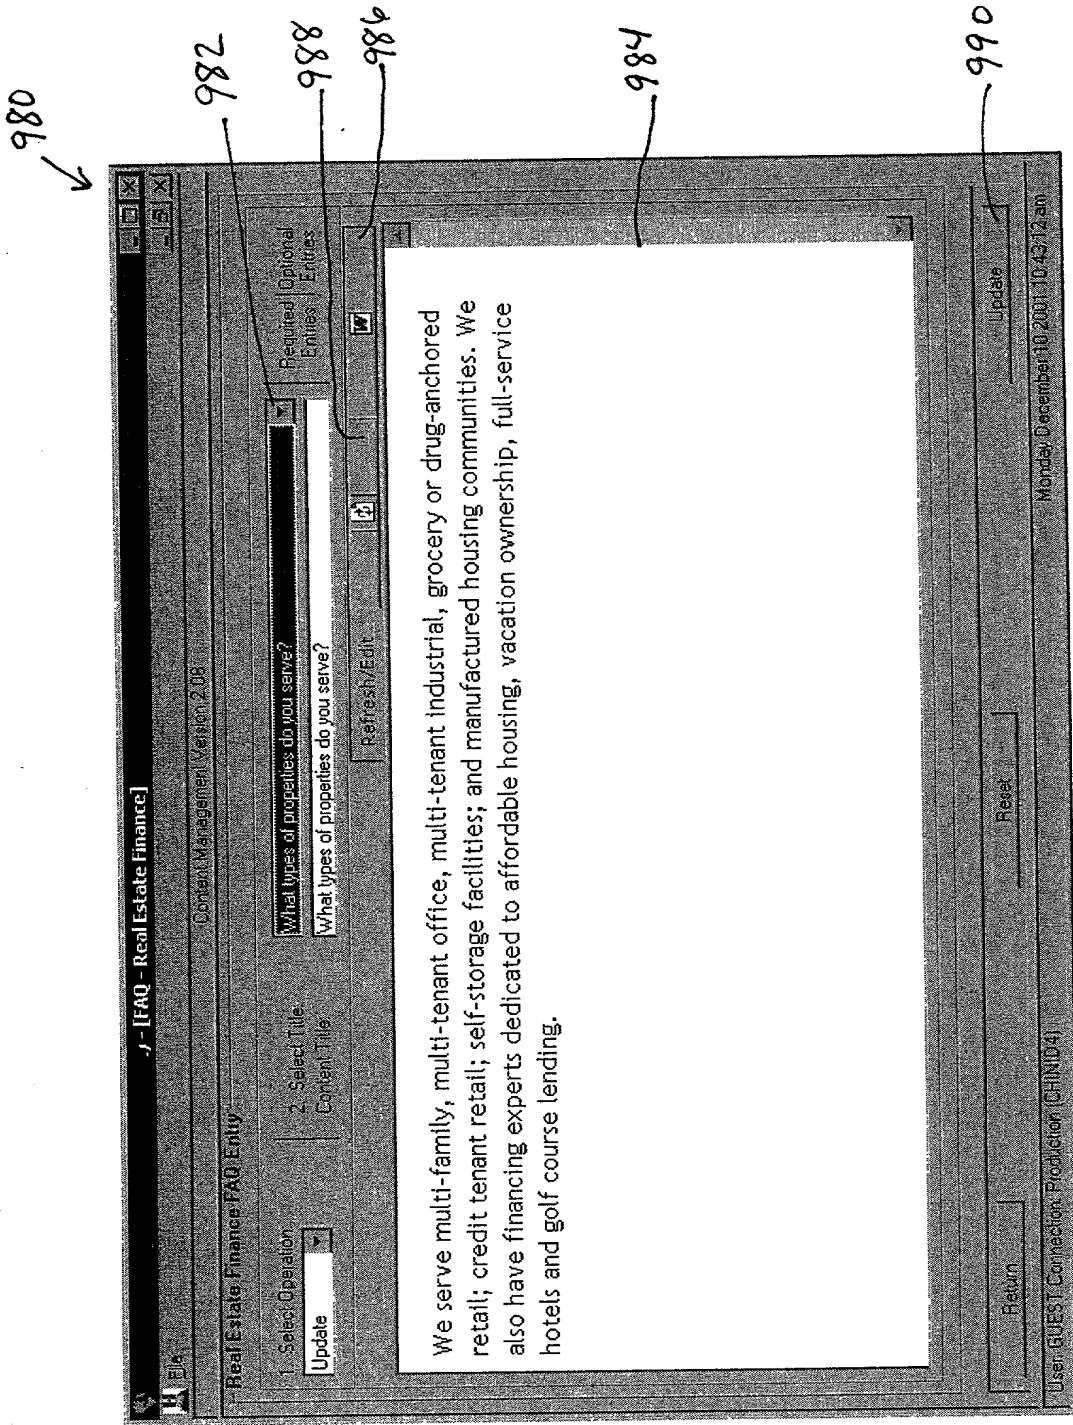 980
.) - [FAQ - Real Estate Finance]
File
Content Management Version 2.08
Real Estate Finance FAQ Entry
1. Select Operation:
Update
2. Select Title:
What types of properties do you serve?
Content Title:
What types of properties do you serve?
Required Entries
Optional Entries
982
988
986
Refresh/Edit
W
We serve multi-family, multi-tenant office, multi-tenant industrial, grocery or drug-anchored
retail; credit tenant retail; self-storage facilities; and manufactured housing communities. We
also have financing experts dedicated to affordable housing, vacation ownership, full-service
hotels and golf course lending.
984
Return
Reset
Update
990
User: GUEST Connection: Production (CHINID4)
Monday December 10 2001 10:43:12 am